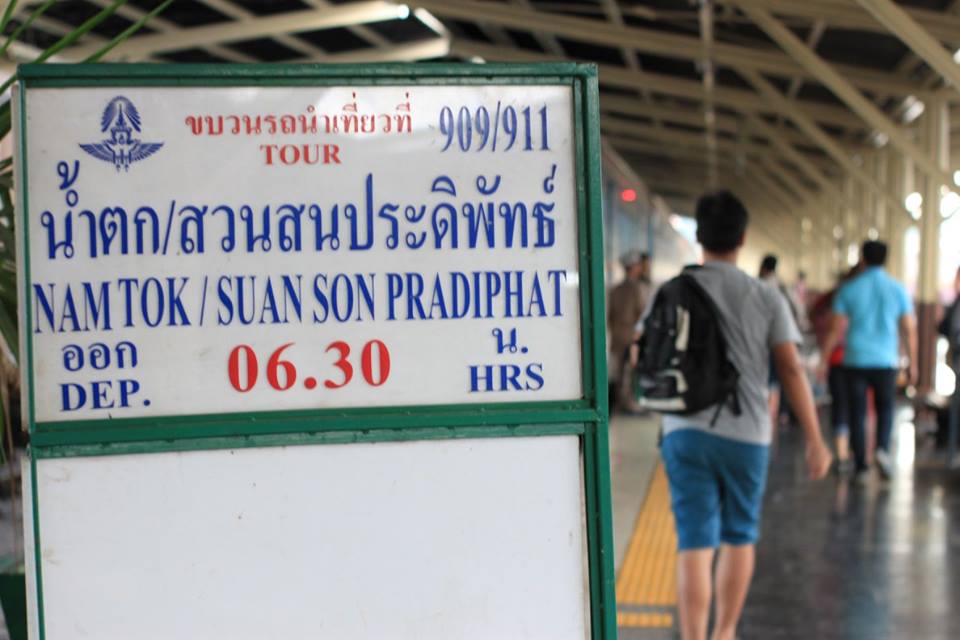 ขบวนรถนำเที่ยวที่ 909/911
TOUR
น้ำตก/สวนสนประดิพัทธ์
NAM TOK / SUAN SON PRADIPHAT
ออก 06.30 น.
DEP. HRS